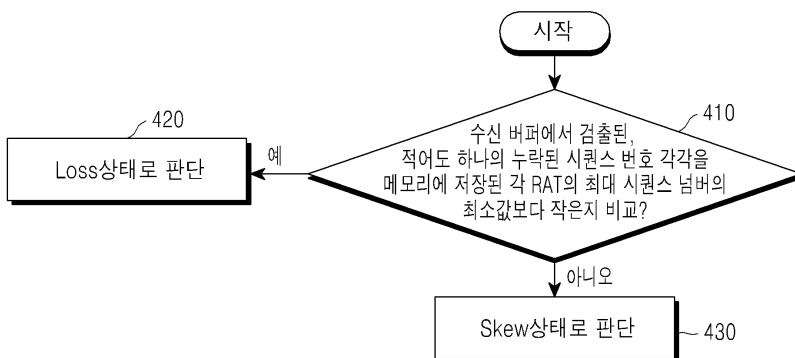 시작
410
수신 버퍼에서 검출된,
적어도 하나의 누락된 시퀀스 번호 각각을
메모리에 저장된 각 RAT의 최대 시퀀스 넘버의
최소값보다 작은지 비교?
예
420
Loss상태로 판단
아니오
Skew상태로 판단
430